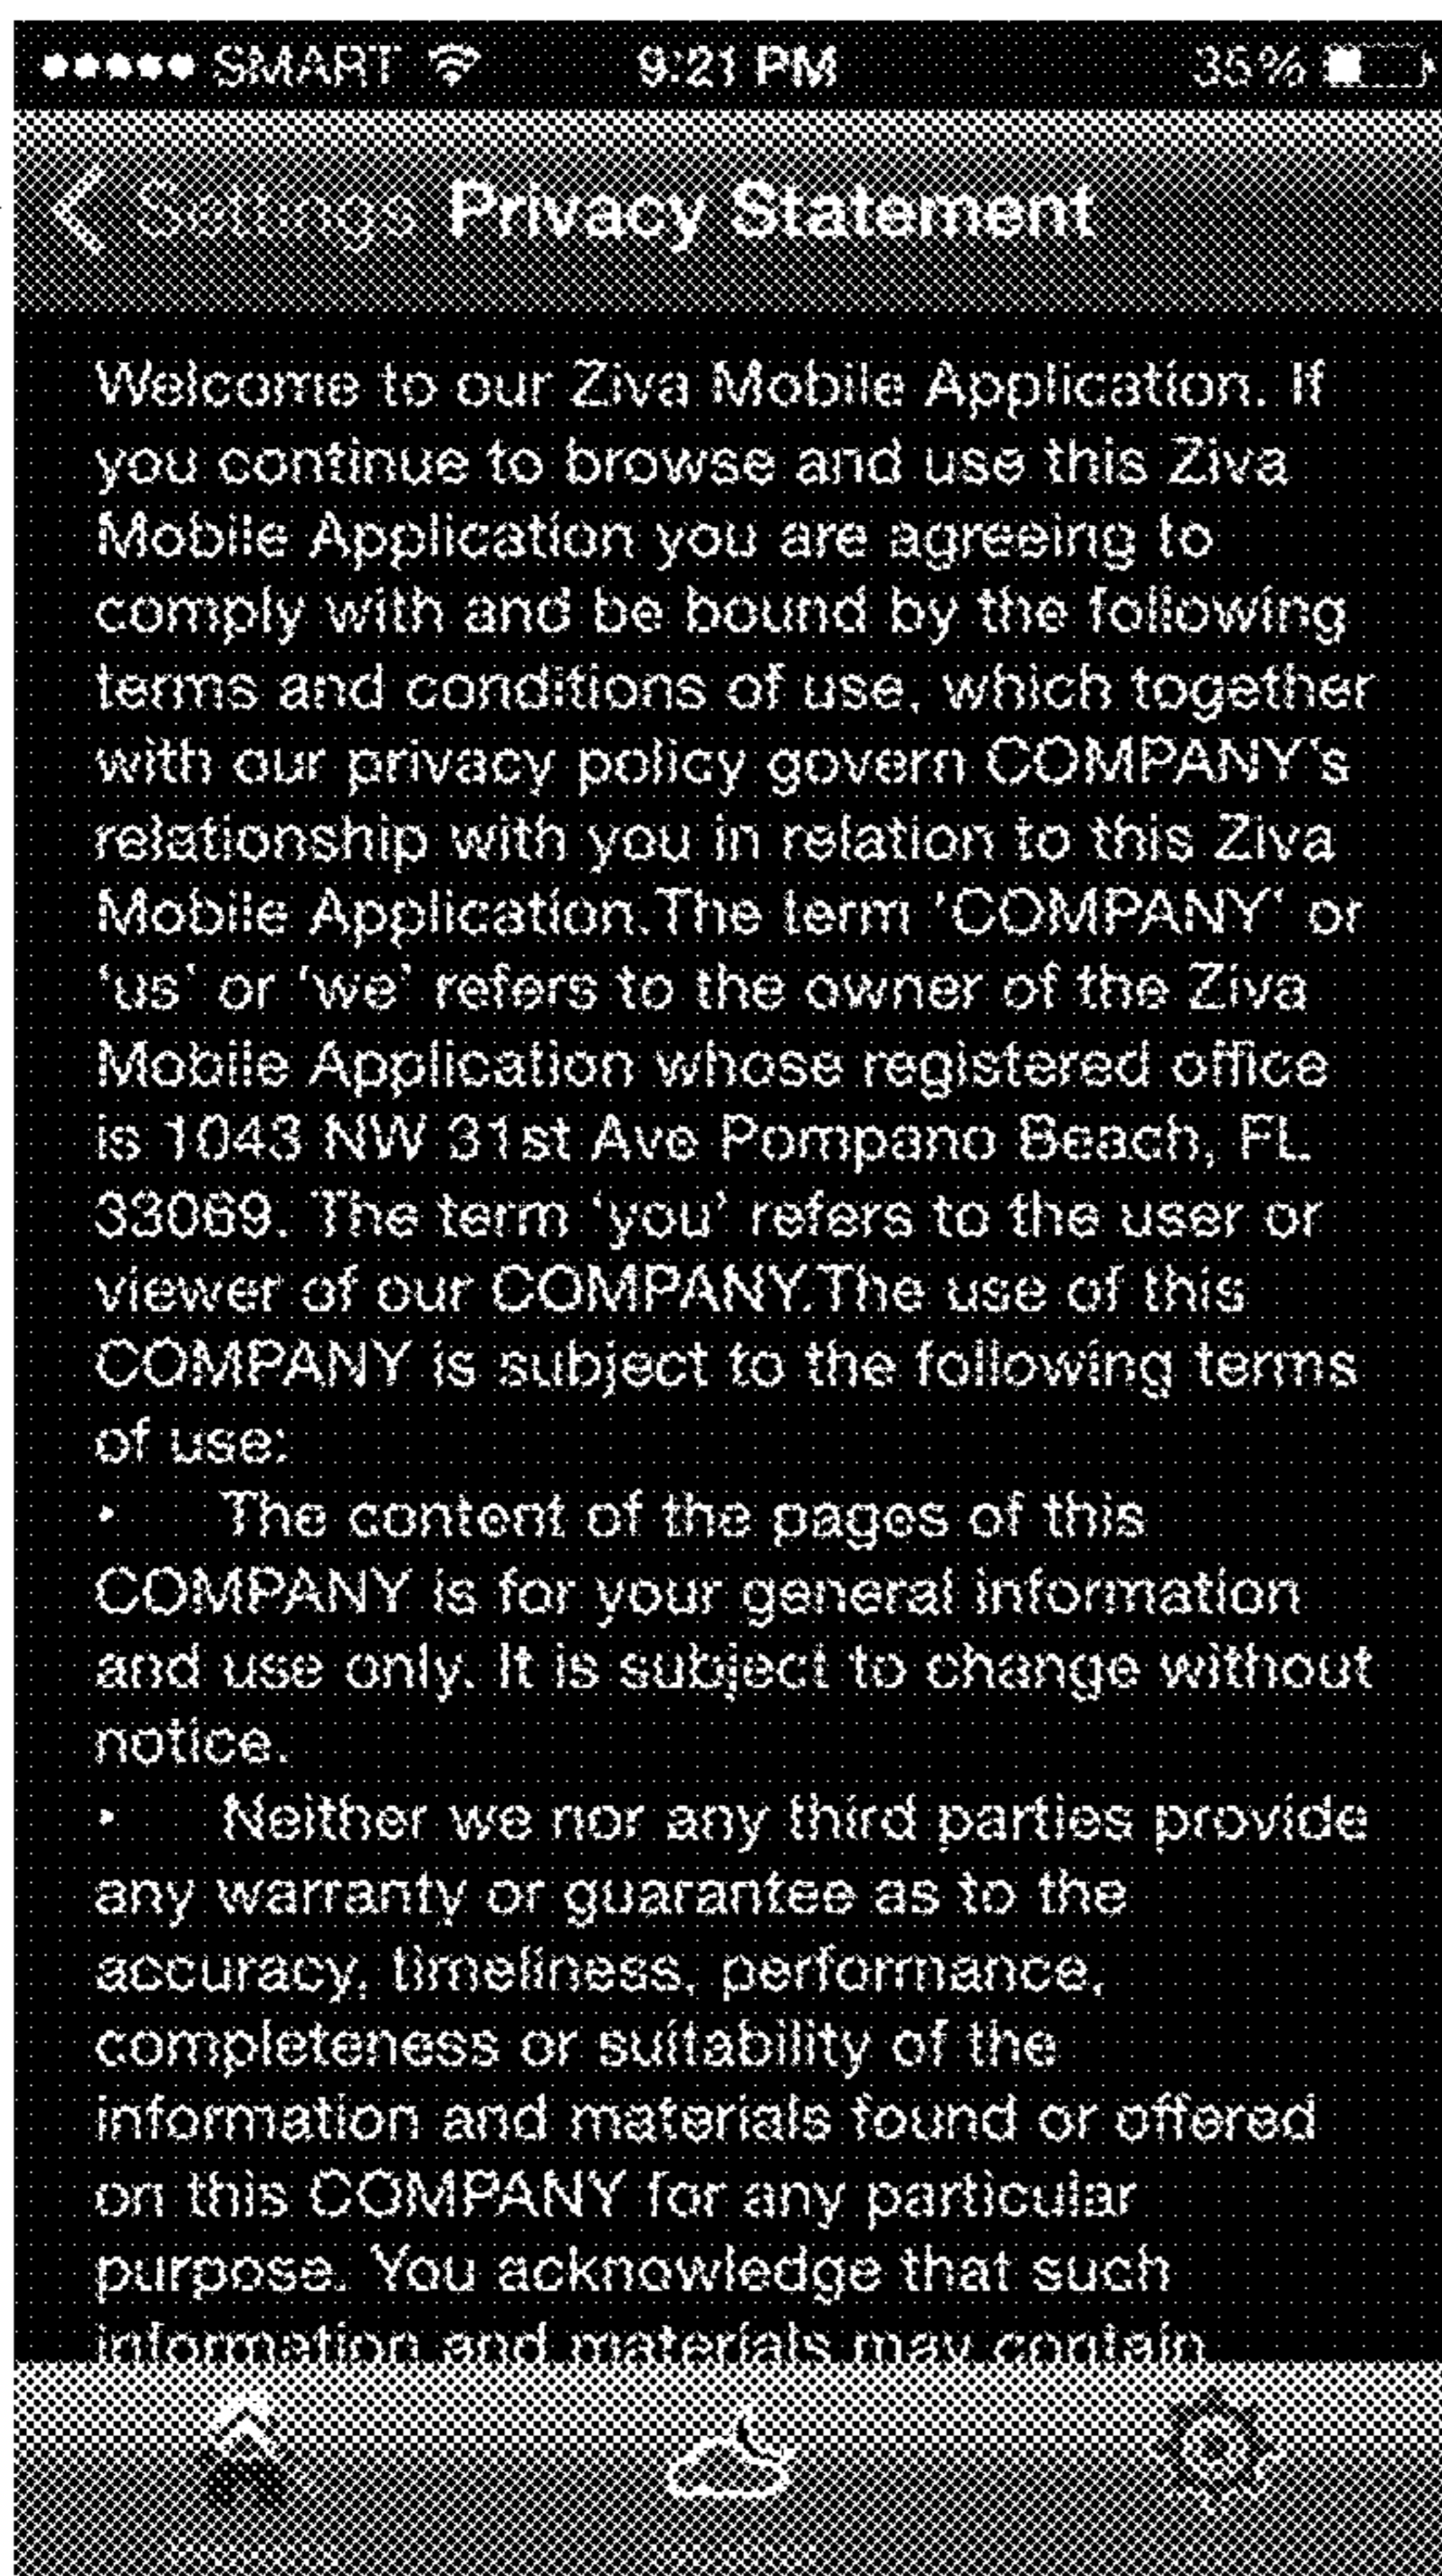 SMART 9:21 PM 35%
Settings Privacy Statement
Welcome to our Ziva Mobile Application. If
you continue to browse and use this Ziva
Mobile Application you are agreeing to
comply with and be bound by the following
terms and conditions of use, which together
with our privacy policy govern COMPANY's
relationship with you in relation to this Ziva
Mobile Application.The term 'COMPANY' or
'us' or 'we' refers to the owner of the Ziva
Mobile Application whose registered office
is 1043 NW 31st Ave Pompano Beach, FL
33069. The term 'you' refers to the user or
viewer of our COMPANY.The use of this
COMPANY is subject to the following terms
of use:
• The content of the pages of this
COMPANY is for your general information
and use only. It is subject to change without
notice.
• Neither we nor any third parties provide
any warranty or guarantee as to the
accuracy, timeliness, performance,
completeness or suitability of the
information and materials found or offered
on this COMPANY for any particular
purpose. You acknowledge that such
information and materials may contain